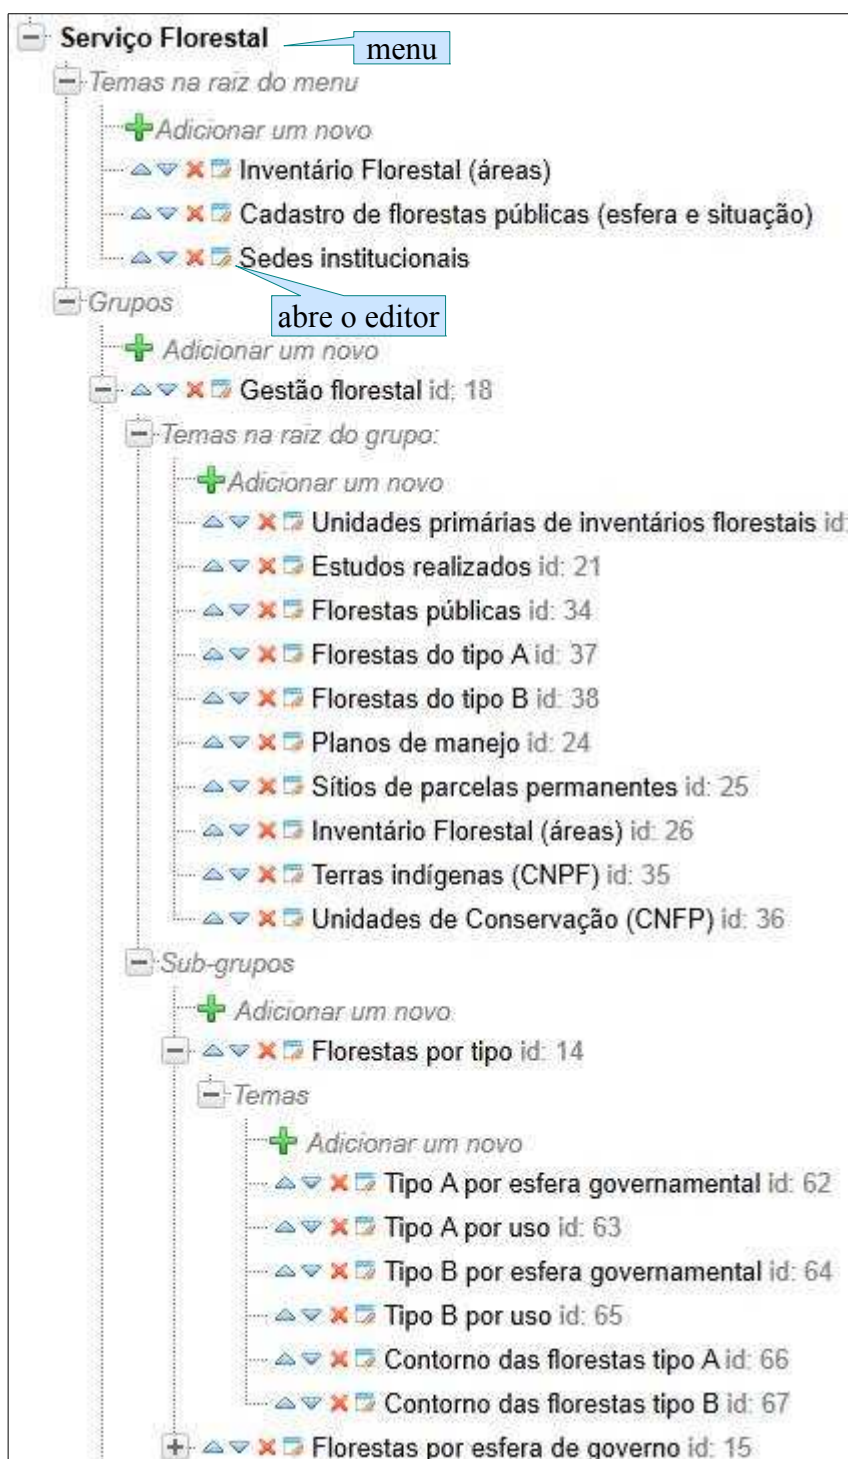 Serviço Florestal
menu
Temas na raiz do menu
Adicionar um novo
Inventário Florestal (áreas)
Cadastro de florestas públicas (esfera e situação)
Sedes institucionais
Grupos
abre o editor
Adicionar um novo
Gestão florestal id: 18
Temas na raiz do grupo:
Adicionar um novo
Unidades primárias de inventários florestais id:
Estudos realizados id: 21
Florestas públicas id: 34
Florestas do tipo A id: 37
Florestas do tipo B id: 38
Planos de manejo id: 24
Sítios de parcelas permanentes id: 25
Inventário Florestal (áreas) id: 26
Terras indígenas (CNPF) id: 35
Unidades de Conservação (CNFP) id: 36
Sub-grupos
Adicionar um novo
Florestas por tipo id: 14
Temas
Adicionar um novo
Tipo A por esfera governamental id: 62
Tipo A por uso id: 63
Tipo B por esfera governamental id: 64
Tipo B por uso id: 65
Contorno das florestas tipo A id: 66
Contorno das florestas tipo B id: 67
Florestas por esfera de governo id: 15